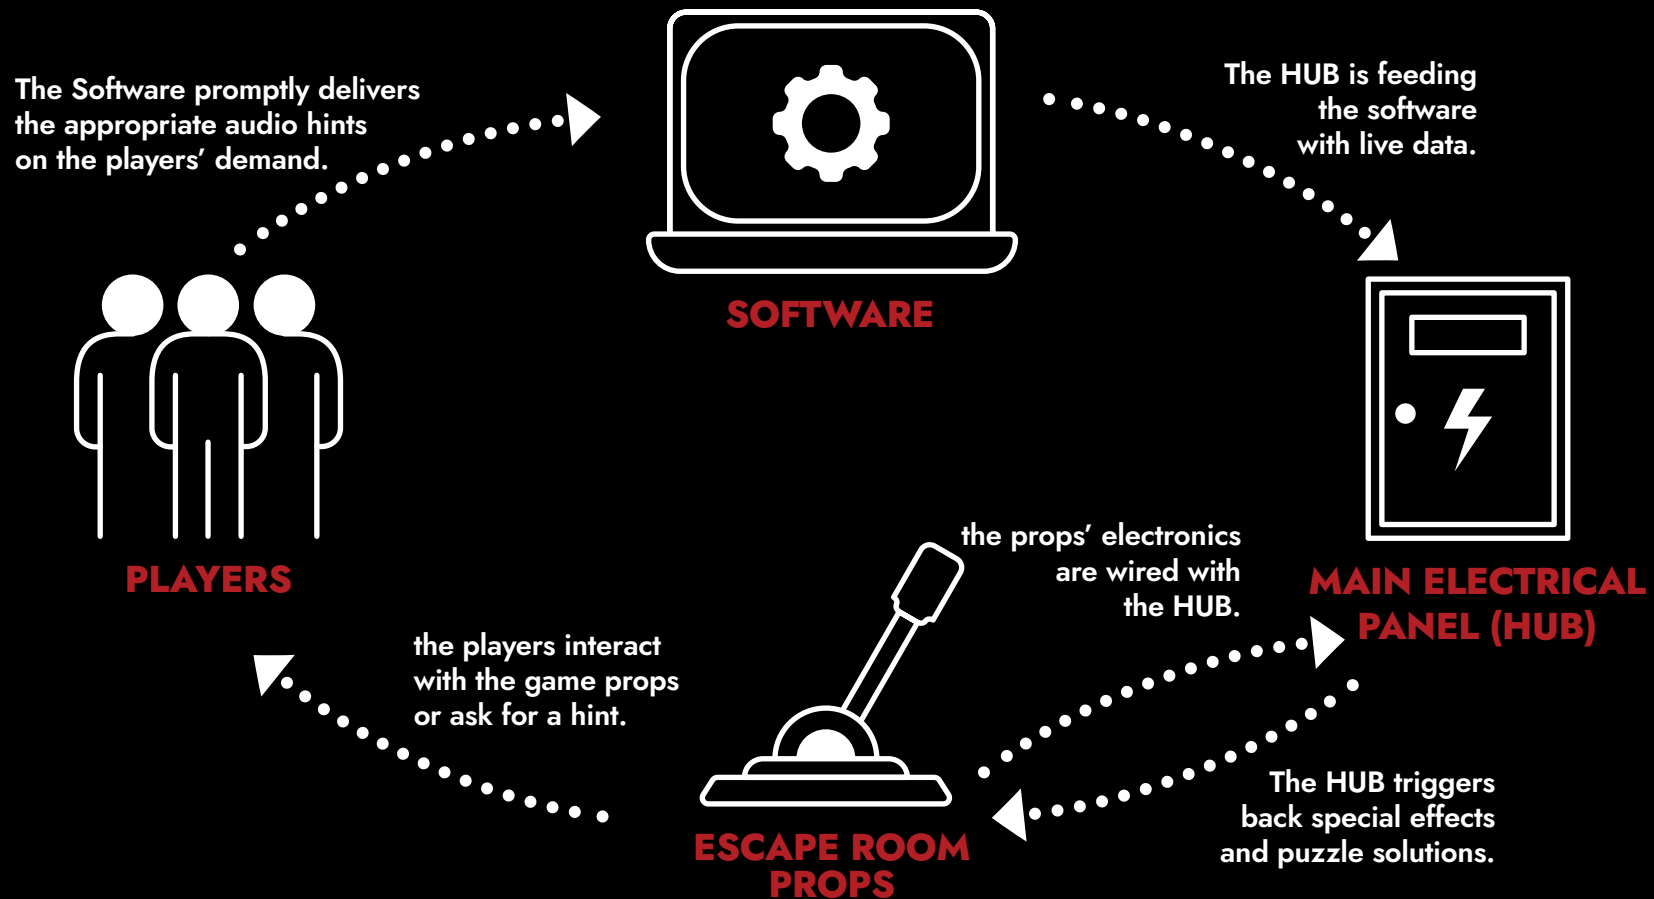 The Software promptly delivers
the appropriate audio hints
on the players’ demand.
The HUB is feeding
the software
with live data.
SOFTWARE
PLAYERS
the props’ electronics
are wired with
the HUB.
MAIN ELECTRICAL
PANEL (HUB)
the players interact
with the game props
or ask for a hint.
The HUB triggers
back special effects
and puzzle solutions.
ESCAPE ROOM
PROPS